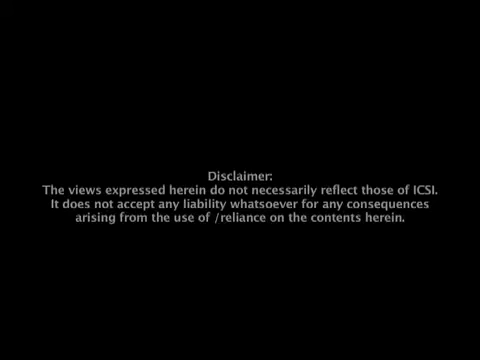 Disclaimer:
The views expressed herein do not necessarily reflect those of ICSI.
It does not accept any liability whatsoever for any consequences
arising from the use of /reliance on the contents herein.